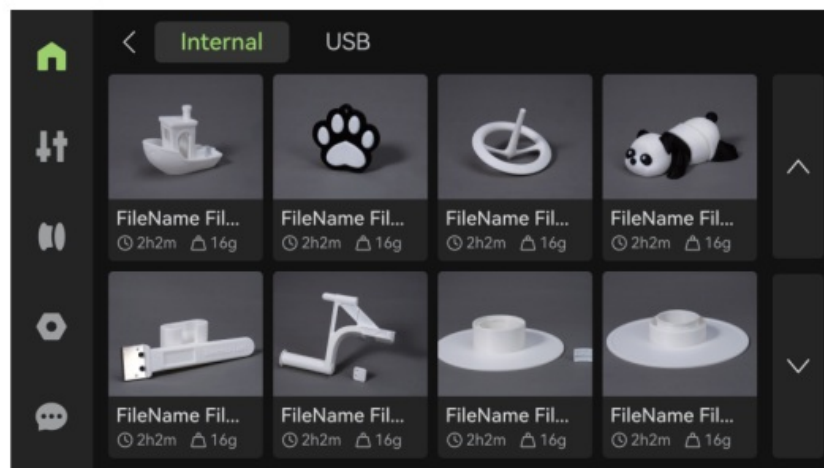 Internal USB
FileName Fil... FileName Fil... FileName Fil... FileName Fil...
2h2m 16g 2h2m 16g 2h2m 16g 2h2m 16g
FileName Fil... FileName Fil... FileName Fil... FileName Fil...
2h2m 16g 2h2m 16g 2h2m 16g 2h2m 16g